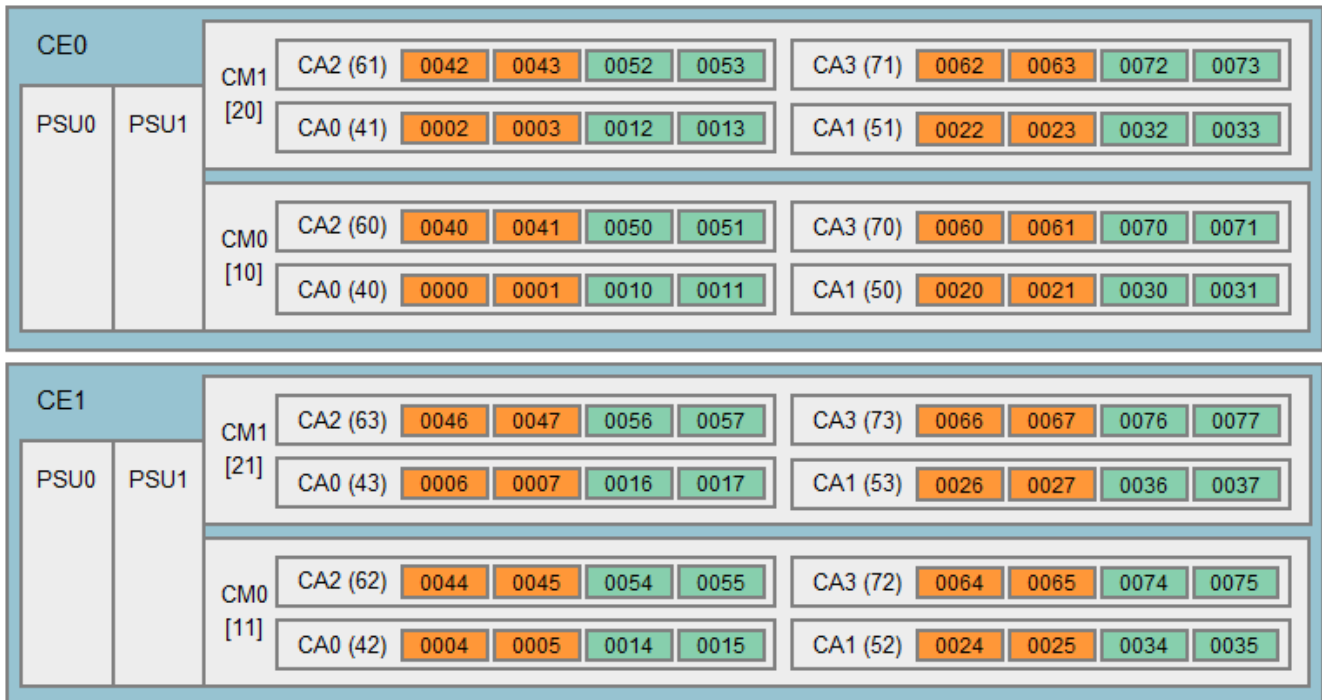 CE0
PSU0 PSU1
CM1
[20]
CA2 (61) 0042 0043 0052 0053
CA3 (71) 0062 0063 0072 0073
CA0 (41) 0002 0003 0012 0013
CA1 (51) 0022 0023 0032 0033
CM0
[10]
CA2 (60) 0040 0041 0050 0051
CA3 (70) 0060 0061 0070 0071
CA0 (40) 0000 0001 0010 0011
CA1 (50) 0020 0021 0030 0031
CE1
PSU0 PSU1
CM1
[21]
CA2 (63) 0046 0047 0056 0057
CA3 (73) 0066 0067 0076 0077
CA0 (43) 0006 0007 0016 0017
CA1 (53) 0026 0027 0036 0037
CM0
[11]
CA2 (62) 0044 0045 0054 0055
CA3 (72) 0064 0065 0074 0075
CA0 (42) 0004 0005 0014 0015
CA1 (52) 0024 0025 0034 0035